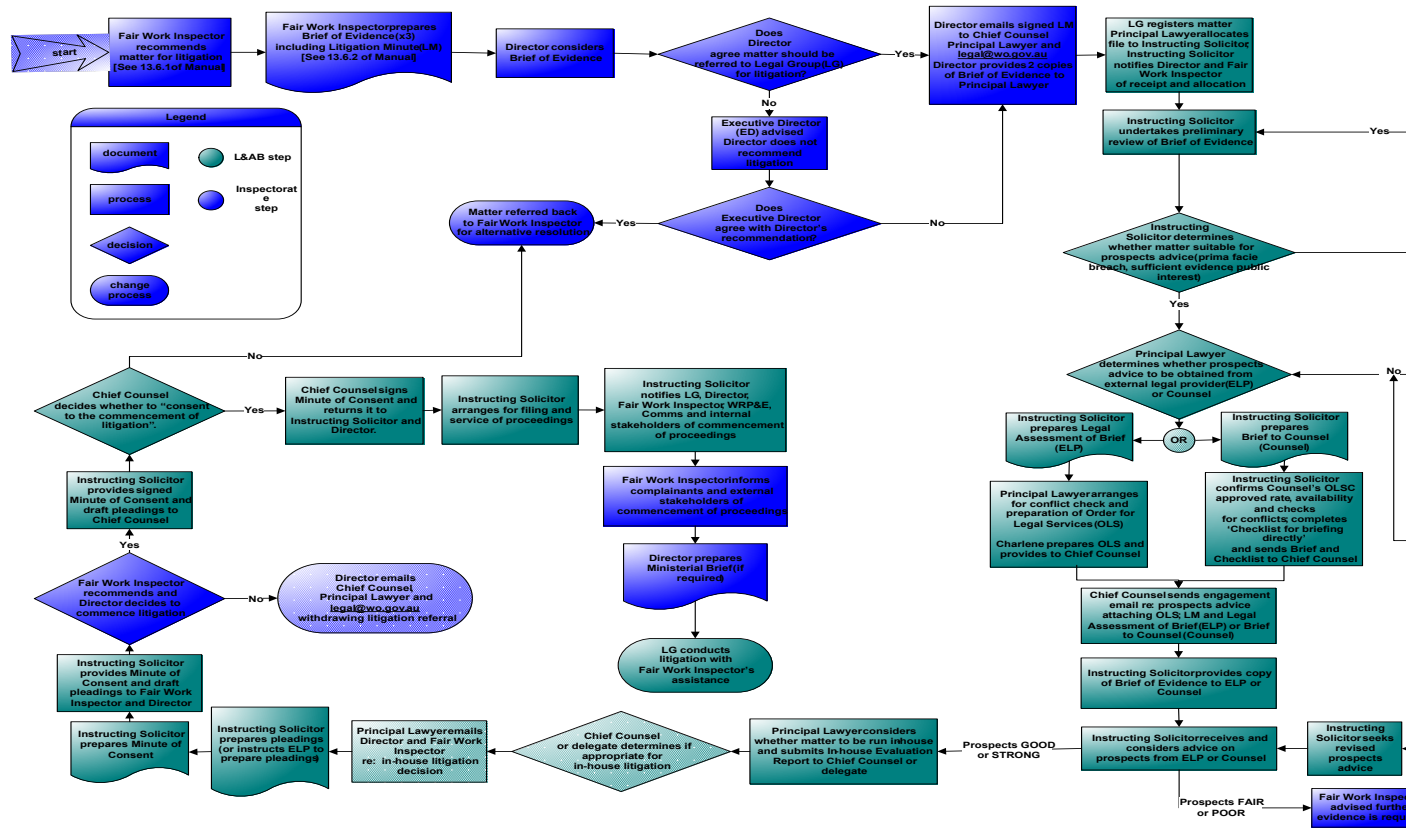 start
Fair Work Inspector
recommends
matter for litigation
[See 13.6.1of Manual]
Fair Work Inspectorprepares
Brief of Evidence(x3)
including Litigation Minute(LM)
[See 13.6.2 of Manual]
Director considers
Brief of Evidence
Does
Director
agree matter should be
referred to Legal Group(LG)
for litigation?
Yes
No
Director emails signed LM
to Chief Counsel
Principal Lawyer and
legal@wo.gov.au
Director provides 2 copies
of Brief of Evidence to
Principal Lawyer
LG registers matter
Principal Lawyerallocates
file to Instructing Solicitor,
Instructing Solicitor
notifies Director and Fair
Work Inspector
of receipt and allocation
Legend
document
process
decision
change
process
L&AB step
Inspectorat
e
step
Executive Director
(ED) advised
Director does not
recommend
litigation
Does
Executive Director
agree with Director's
recommendation?
Yes
No
Matter referred back
to Fair Work Inspector
for alternative resolution
Instructing Solicitor
undertakes preliminary
review of Brief of Evidence
Yes
Instructing
Solicitor determines
whether matter suitable for
prospects advice(prima facie
breach, sufficient evidence public
interest)
Yes
Principal Lawyer
determines whether prospects
advice to be obtained from
external legal provider(ELP)
or Counsel
No
OR
Instructing Solicitor
prepares Legal
Assessment of Brief
(ELP)
Instructing Solicitor
prepares
Brief to Counsel
(Counsel)
Principal Lawyerarranges
for conflict check and
preparation of Order for
Legal Services (OLS)
Charlene prepares OLS and
provides to Chief Counsel
Instructing Solicitor
confirms Counsel's OLSC
approved rate, availability
and checks
for conflicts; completes
'Checklist for briefing
directly'
and sends Brief and
Checklist to Chief Counsel
Chief Counselsends engagement
email re: prospects advice
attaching OLS; LM and Legal
Assessment of Brief(ELP) or Brief
to Counsel (Counsel)
Instructing Solicitorprovides copy
of Brief of Evidence to ELP or
Counsel
Instructing Solicitorreceives and
considers advice on
prospects from ELP or Counsel
Instructing
Solicitorseeks
revised
prospects
advice
Prospects FAIR
or POOR
Fair Work Inspe
advised furth
evidence is requ
Prospects GOOD
or STRONG
Principal Lawyerconsiders
whether matter to be run inhouse
and submits In-house Evaluation
Report to Chief Counsel or
delegate
Chief Counsel
or delegate determines if
appropriate for
in-house litigation
Principal Lawyeremails
Director and Fair Work
Inspector
re: in-house litigation
decision
Instructing Solicitor
prepares pleadings
(or instructs ELP to
prepare pleadings)
Instructing Solicitor
prepares Minute of
Consent
Instructing Solicitor
provides Minute of
Consent and draft
pleadings to Fair Work
Inspector and Director
Fair Work Inspector
recommends and
Director decides to
commence litigation
No
Director emails
Chief Counsel,
Principal Lawyer and
legal@wo.gov.au
withdrawing litigation referral
Yes
Instructing Solicitor
provides signed
Minute of Consent and
draft pleadings to
Chief Counsel
Chief Counsel
decides whether to "consent
to the commencement of
litigation".
No
Yes
Chief Counselsigns
Minute of Consent and
returns it to
Instructing Solicitor and
Director.
Instructing Solicitor
arranges for filing and
service of proceedings
Instructing Solicitor
notifies LG, Director,
Fair Work Inspector, WRP&E,
Comms and internal
stakeholders of commencement
of proceedings
Fair Work Inspectorinforms
complainants and external
stakeholders of
commencement of proceedings
Director prepares
Ministerial Brief(if
required)
LG conducts
litigation with
Fair Work Inspector's
assistance